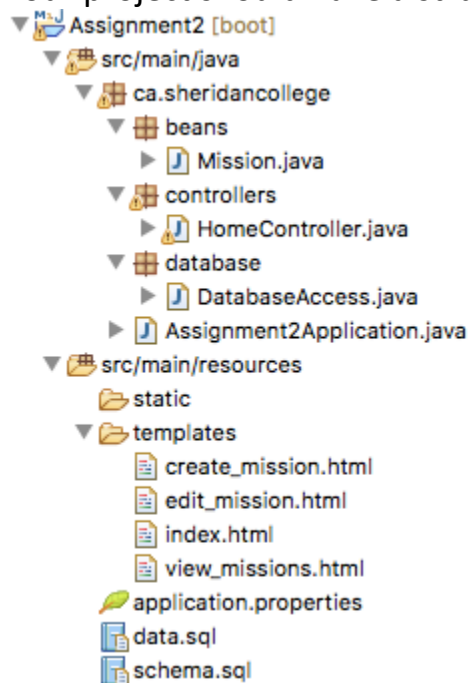 Assignment2 [boot]
src/main/java
ca.sheridancollege
beans
Mission.java
controllers
HomeController.java
database
DatabaseAccess.java
Assignment2Application.java
src/main/resources
static
templates
create_mission.html
edit_mission.html
index.html
view_missions.html
application.properties
data.sql
schema.sql